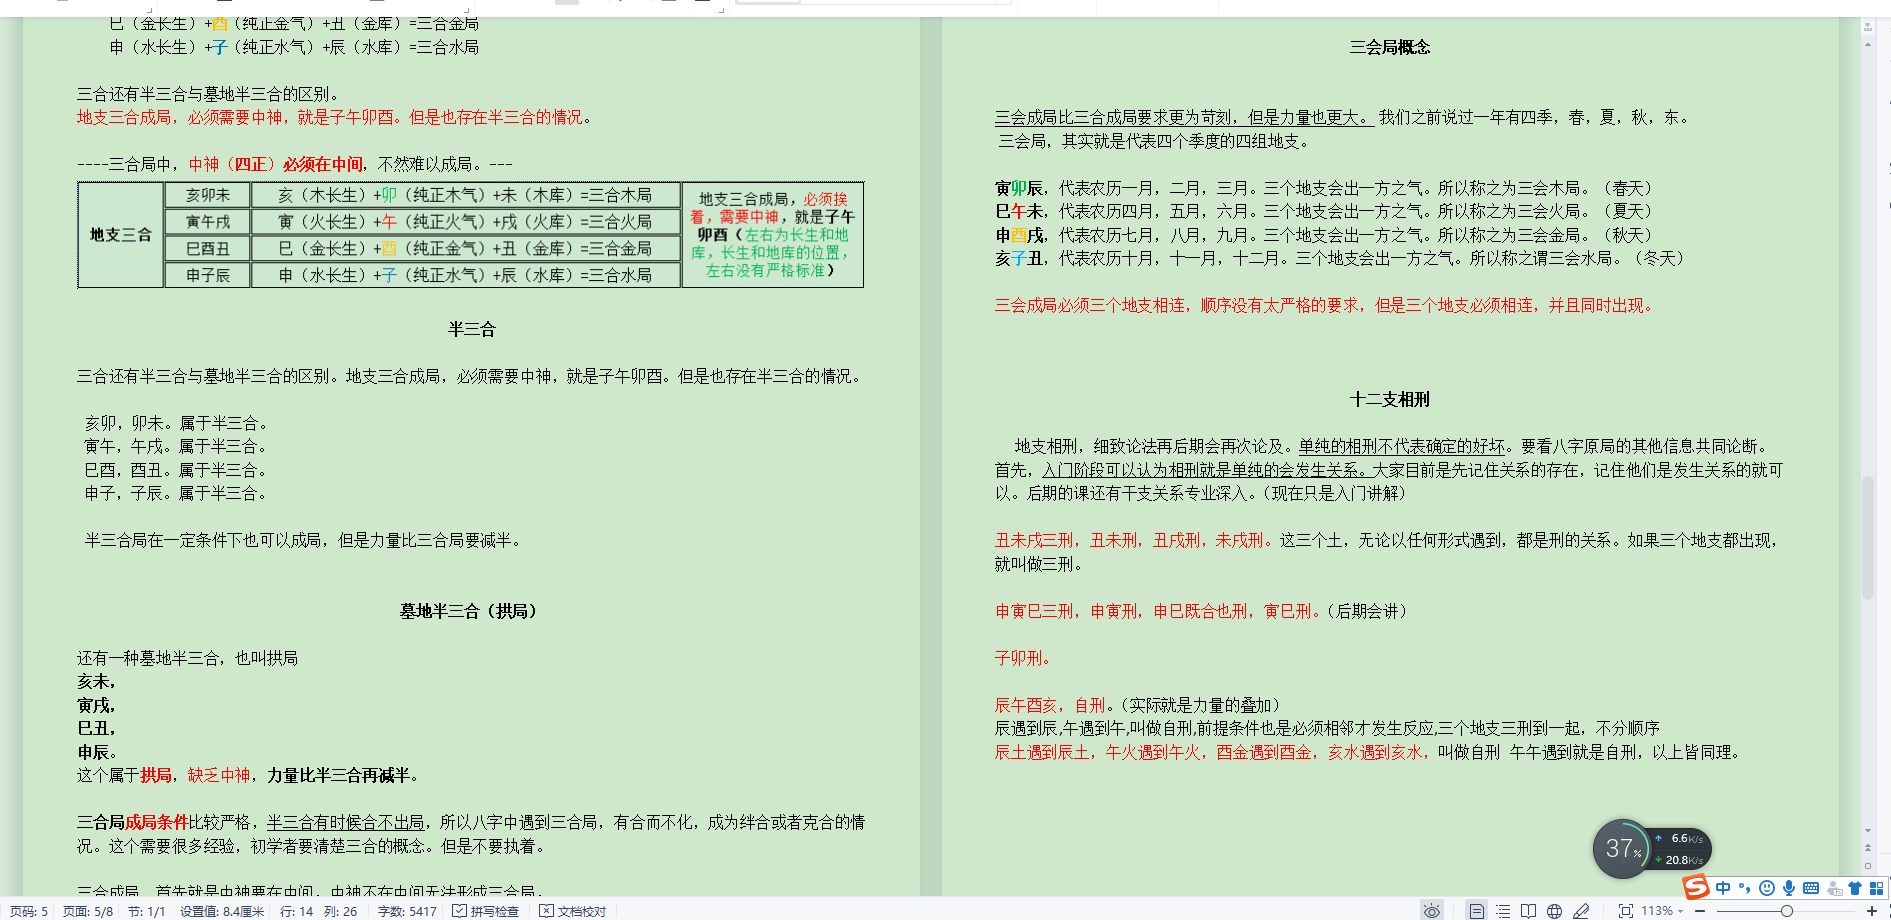 巳（金长生）+酉（纯正金气）+丑（金库）=三合金局
申（水长生）+子（纯正水气）+辰（水库）=三合水局
三合还有半三合与墓地半三合的区别。
地支三合成局，必须需要中神，就是子午卯酉。但是也存在半三合的情况。
----三合局中，中神（四正）必须在中间，不然难以成局。---
地支三合
亥卯未 亥（木长生）+卯（纯正木气）+未（木库）=三合木局
寅午戌 寅（火长生）+午（纯正火气）+戌（火库）=三合火局
巳酉丑 巳（金长生）+酉（纯正金气）+丑（金库）=三合金局
申子辰 申（水长生）+子（纯正水气）+辰（水库）=三合水局
地支三合成局，必须挨
着，需要中神，就是子午
卯酉（左右为长生和地
库，长生和地库的位置，
左右没有严格标准）
半三合
三合还有半三合与墓地半三合的区别。地支三合成局，必须需要中神，就是子午卯酉。但是也存在半三合的情况。
亥卯，卯未。属于半三合。
寅午，午戌。属于半三合。
巳酉，酉丑。属于半三合。
申子，子辰。属于半三合。
半三合局在一定条件下也可以成局，但是力量比三合局要减半。
墓地半三合（拱局）
还有一种墓地半三合，也叫拱局
亥未，
寅戌，
巳丑，
申辰。
这个属于拱局，缺乏中神，力量比半三合再减半。
三合局成局条件比较严格，半三合有时候合不出局，所以八字中遇到三合局，有合而不化，成为绊合或者克合的情
况。这个需要很多经验，初学者要清楚三合的概念。但是不要执着。
三合成局，首先就是中神要在中间，中神不在中间无法形成三合局。
三会局概念
三会成局比三合成局要求更为苛刻，但是力量也更大。 我们之前说过一年有四季，春，夏，秋，东。
三会局，其实就是代表四个季度的四组地支。
寅卯辰，代表农历一月，二月，三月。三个地支会出一方之气。所以称之为三会木局。（春天）
巳午未，代表农历四月，五月，六月。三个地支会出一方之气。所以称之为三会火局。（夏天）
申酉戌，代表农历七月，八月，九月。三个地支会出一方之气。所以称之为三会金局。（秋天）
亥子丑，代表农历十月，十一月，十二月。三个地支会出一方之气。所以称之谓三会水局。（冬天）
三会成局必须三个地支相连，顺序没有太严格的要求，但是三个地支必须相连，并且同时出现。
十二支相刑
地支相刑，细致论法再后期会再次论及。单纯的相刑不代表确定的好坏。要看八字原局的其他信息共同论断。
首先，入门阶段可以认为相刑就是单纯的会发生关系。大家目前是先记住关系的存在，记住他们是发生关系的就可
以。后期的课还有干支关系专业深入。（现在只是入门讲解）
丑未戌三刑，丑未刑，丑戌刑，未戌刑。这三个土，无论以任何形式遇到，都是刑的关系。如果三个地支都出现，
就叫做三刑。
申寅巳三刑，申寅刑，申巳既合也刑，寅巳刑。（后期会讲）
子卯刑。
辰午酉亥，自刑。（实际就是力量的叠加）
辰遇到辰,午遇到午,叫做自刑,前提条件也是必须相邻才发生反应,三个地支三刑到一起，不分顺序
辰土遇到辰土，午火遇到午火，酉金遇到酉金，亥水遇到亥水，叫做自刑 午午遇到就是自刑，以上皆同理。
37%
6.6K/s
20.8K/s
S 中
页码: 5 页面: 5/8 节: 1/1 设置值: 8.4厘米 行: 14 列: 26 字数: 5417 拼写检查 文档校对 113%